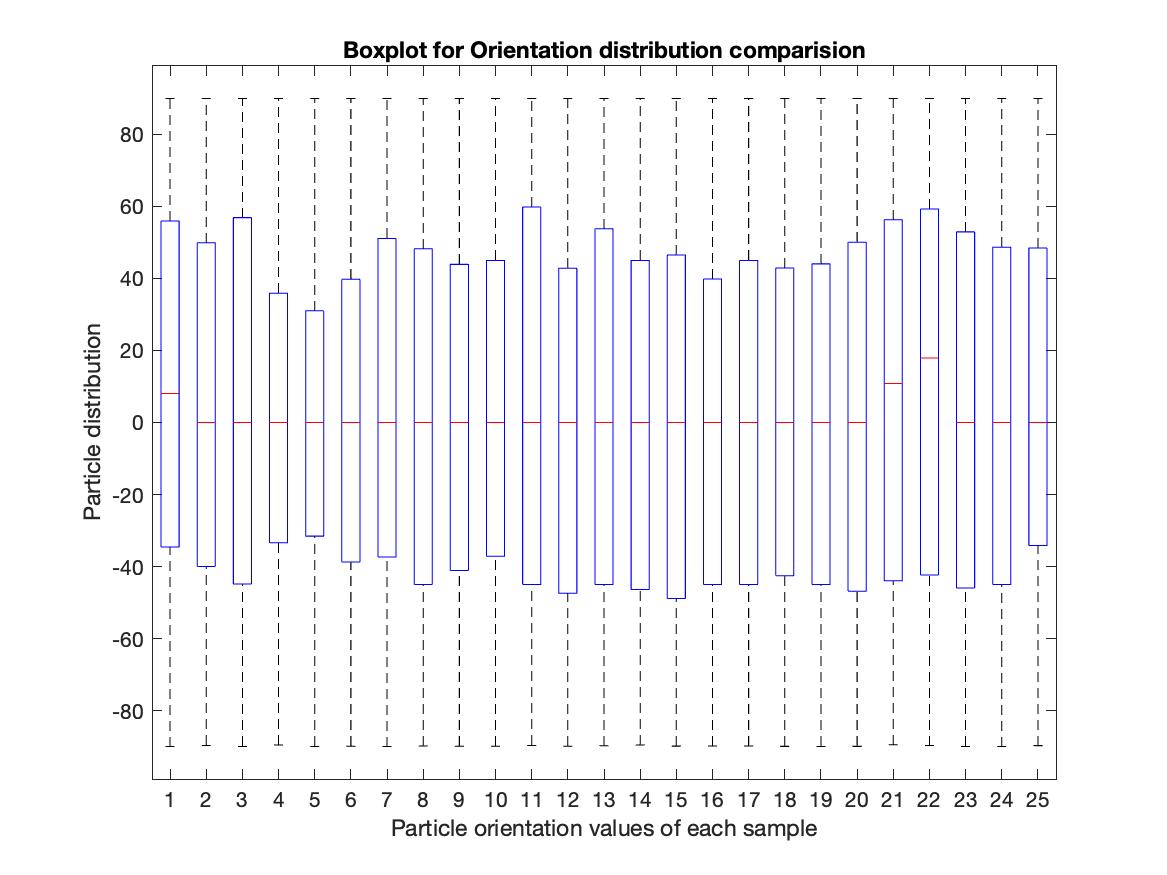 Boxplot for Orientation distribution comparision
80
60
40
20
0
-20
-40
-60
-80
Particle distribution
1 2 3 4 5 6 7 8 9 10 11 12 13 14 15 16 17 18 19 20 21 22 23 24 25
Particle orientation values of each sample